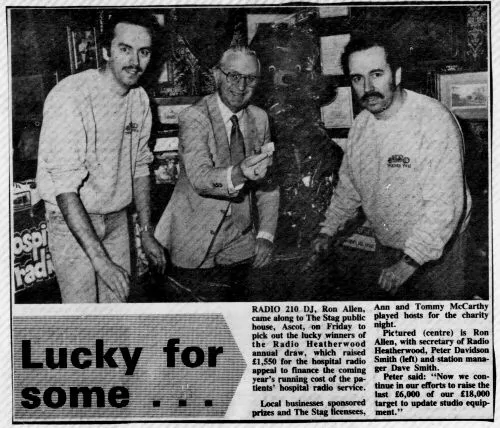 ospi
radi
RADIO 210 DJ, Ron Allen,
came along to The Stag public
house, Ascot, on Friday to
pick out the lucky winners of
the Radio Heatherwood
annual draw, which raised
£1,550 for the hospital radio
appeal to finance the coming
year's running cost of the pa-
tients' hospital radio service.
Local businesses sponsored
prizes and The Stag licensees,
Ann and Tommy McCarthy
played hosts for the charity
night.
Pictured (centre) is Ron
Allen, with secretary of Radio
Heatherwood, Peter Davidson
Smith (left) and station mana-
ger Dave Smith.
Peter said: "Now we con-
tinue in our efforts to raise the
last £6,000 of our £18,000
target to update studio equip-
ment."
Lucky for
some . . .